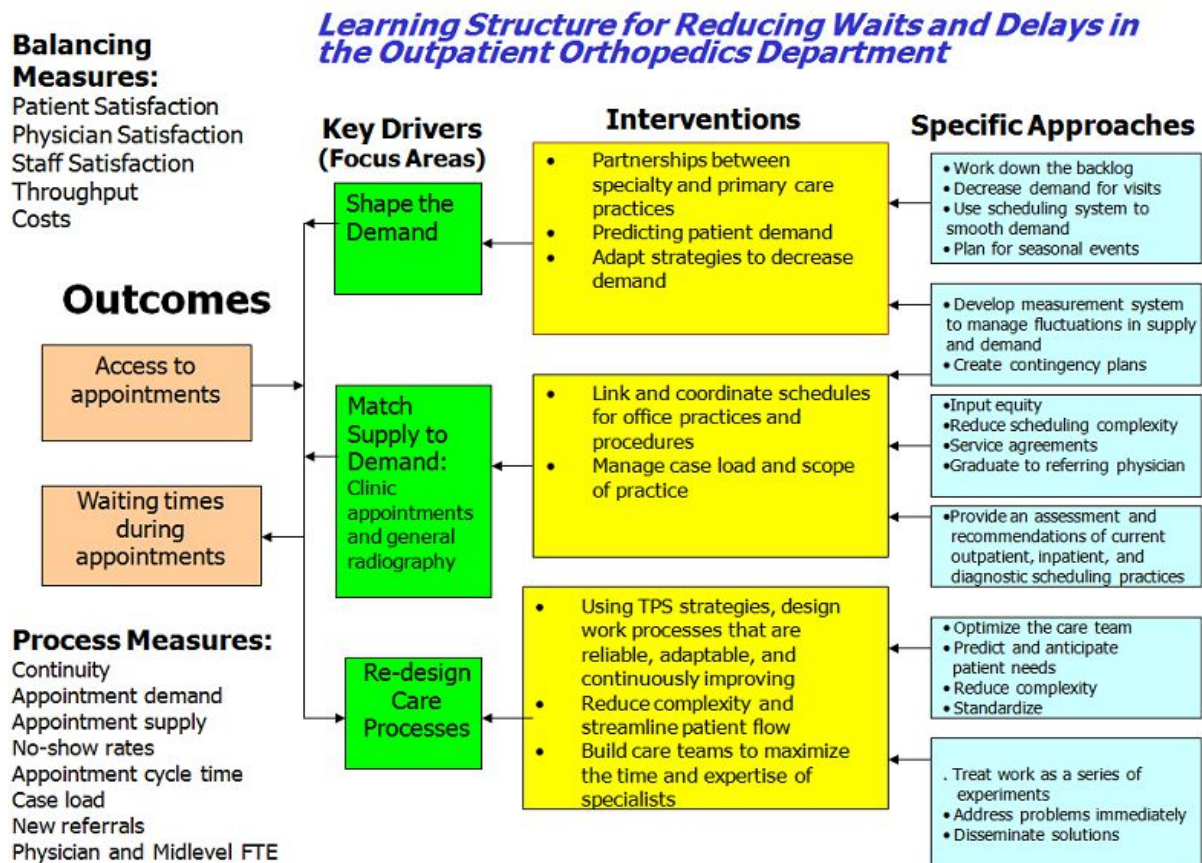 Learning Structure for Reducing Waits and Delays in
the Outpatient Orthopedics Department
Balancing
Measures:
Patient Satisfaction
Physician Satisfaction
Staff Satisfaction
Throughput
Costs
Outcomes
Access to
appointments
Waiting times
during
appointments
Process Measures:
Continuity
Appointment demand
Appointment supply
No-show rates
Appointment cycle time
Case load
New referrals
Physician and Midlevel FTE
Key Drivers
(Focus Areas)
Shape the
Demand
Match
Supply to
Demand:
Clinic
appointments
and general
radiography
Re-design
Care
Processes
Interventions
• Partnerships between
specialty and primary care
practices
• Predicting patient demand
• Adapt strategies to decrease
demand
• Link and coordinate schedules
for office practices and
procedures
• Manage case load and scope
of practice
• Using TPS strategies, design
work processes that are
reliable, adaptable, and
continuously improving
• Reduce complexity and
streamline patient flow
• Build care teams to maximize
the time and expertise of
specialists
Specific Approaches
• Work down the backlog
• Decrease demand for visits
• Use scheduling system to
smooth demand
• Plan for seasonal events
• Develop measurement system
to manage fluctuations in supply
and demand
• Create contingency plans
•Input equity
•Reduce scheduling complexity
•Service agreements
•Graduate to referring physician
•Provide an assessment and
recommendations of current
outpatient, inpatient, and
diagnostic scheduling practices
• Optimize the care team
• Predict and anticipate
patient needs
• Reduce complexity
• Standardize
. Treat work as a series of
experiments
• Address problems immediately
• Disseminate solutions